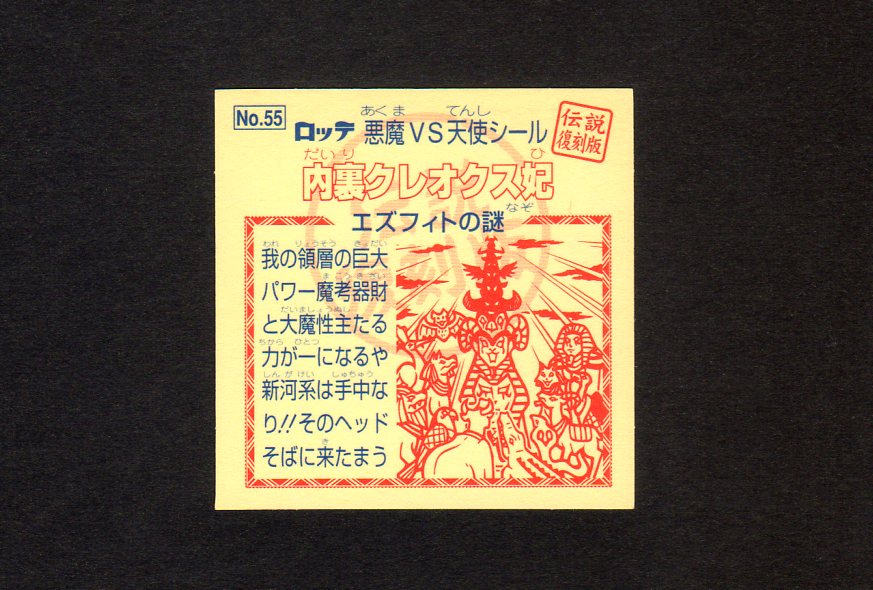 No.55
伝説
復刻版
あくま てんし
ロッテ 悪魔VS天使シール
だいり ひ
内裏クレオクス妃
なぞ
エズフィトの謎
われ りょうそう きょだい
我の領層の巨大
まこうきざい
パワー魔考器財
だいましょうぬし
と大魔性主たる
ちから ひとつ
力が一になるや
しんがけい しゅちゅう
新河系は手中な
り!!そのヘッド
き
そばに来たまう